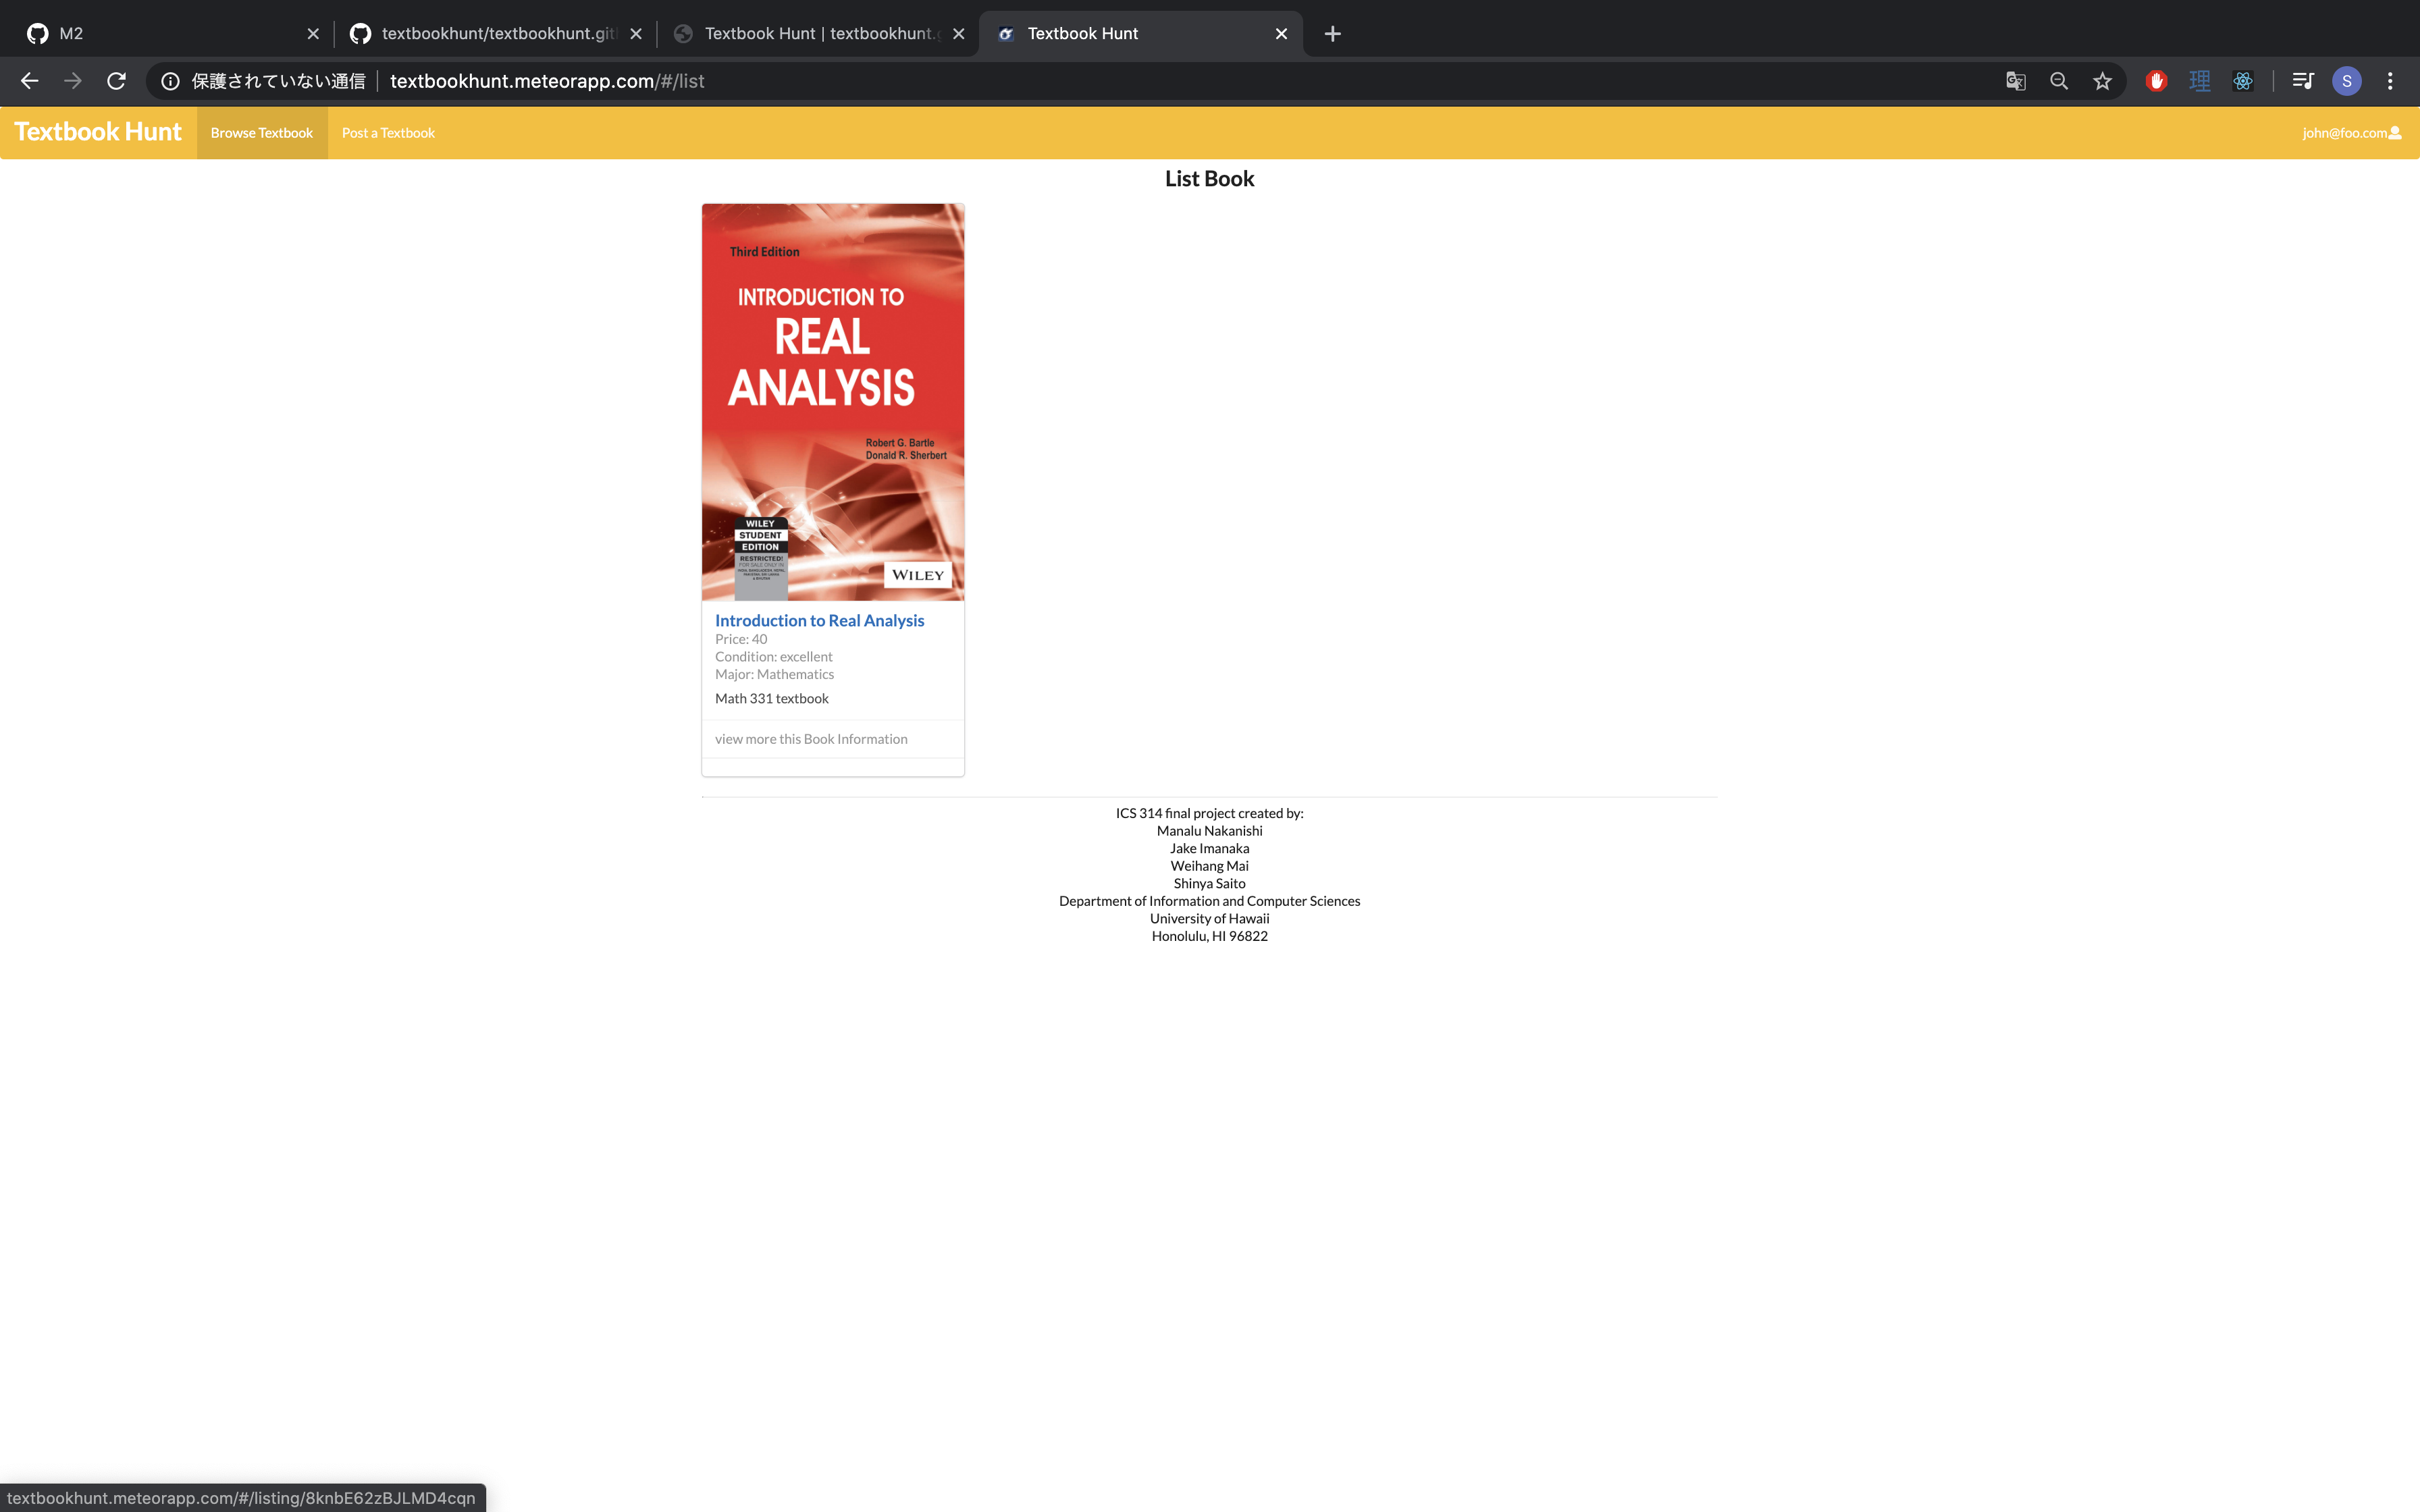 M2
textbookhunt/textbookhunt.git
Textbook Hunt | textbookhunt.g
Textbook Hunt
保護されていない通信
textbookhunt.meteorapp.com/#/list
理
S
Textbook Hunt
Browse Textbook
Post a Textbook
john@foo.com
List Book
Third Edition
INTRODUCTION TO
REAL
ANALYSIS
Robert G. Bartle
Donald R. Sherbert
WILEY
STUDENT
EDITION
RESTRICTED!
FOR SALE ONLY IN
WILEY
Introduction to Real Analysis
Price: 40
Condition: excellent
Major: Mathematics
Math 331 textbook
view more this Book Information
ICS 314 final project created by:
Manalu Nakanishi
Jake Imanaka
Weihang Mai
Shinya Saito
Department of Information and Computer Sciences
University of Hawaii
Honolulu, HI 96822
textbookhunt.meteorapp.com/#/listing/8knbE62zBJLMD4cqn